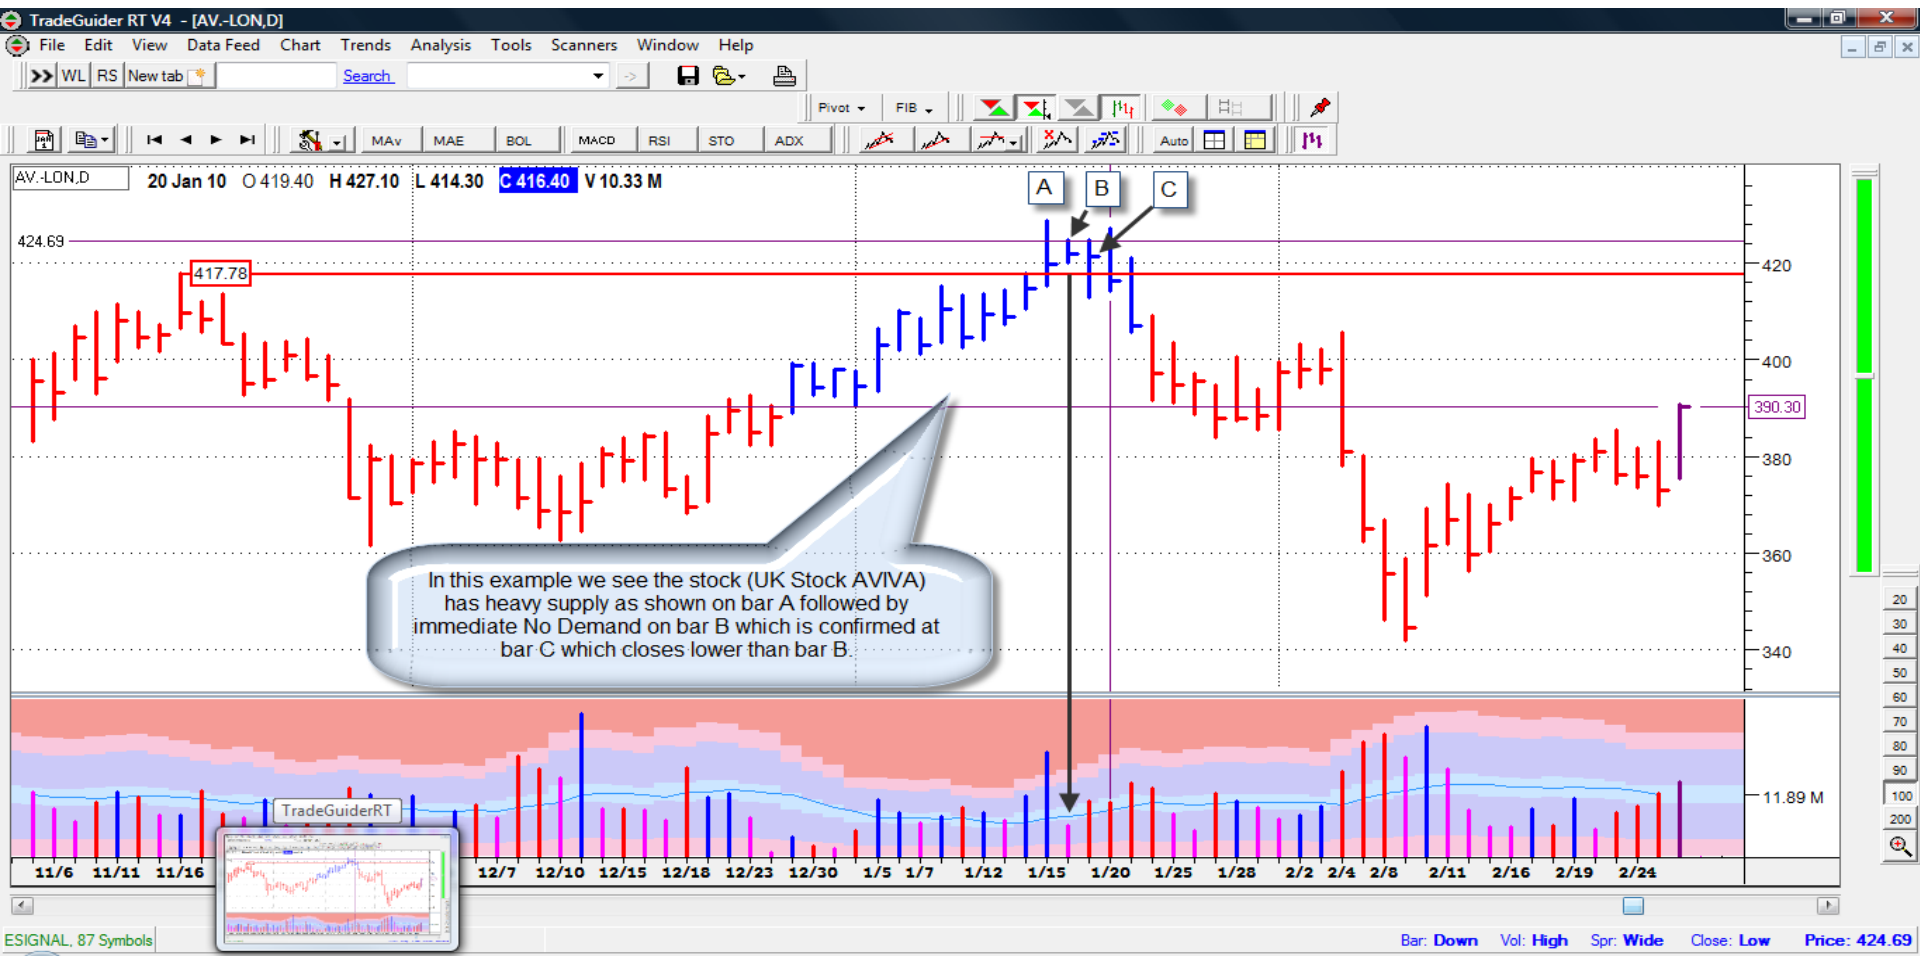 TradeGuider RT V4 - [AV.-LON,D]
File Edit View Data Feed Chart Trends Analysis Tools Scanners Window Help
WL RS New tab Search ->
Pivot FIB
MAv MAE BOL MACD RSI STO ADX Auto
AV.-LON,D 20 Jan 10 O 419.40 H 427.10 L 414.30 C 416.40 V 10.33 M
A B C
424.69
417.78
420
400
390.30
380
360
340
In this example we see the stock (UK Stock AVIVA)
has heavy supply as shown on bar A followed by
immediate No Demand on bar B which is confirmed at
bar C which closes lower than bar B.
20
30
40
50
60
70
80
90
100
200
11.89 M
TradeGuiderRT
11/6 11/11 11/16 12/7 12/10 12/15 12/18 12/23 12/30 1/5 1/7 1/12 1/15 1/20 1/25 1/28 2/2 2/4 2/8 2/11 2/16 2/19 2/24
ESIGNAL, 87 Symbols Bar: Down Vol: High Spr: Wide Close: Low Price: 424.69